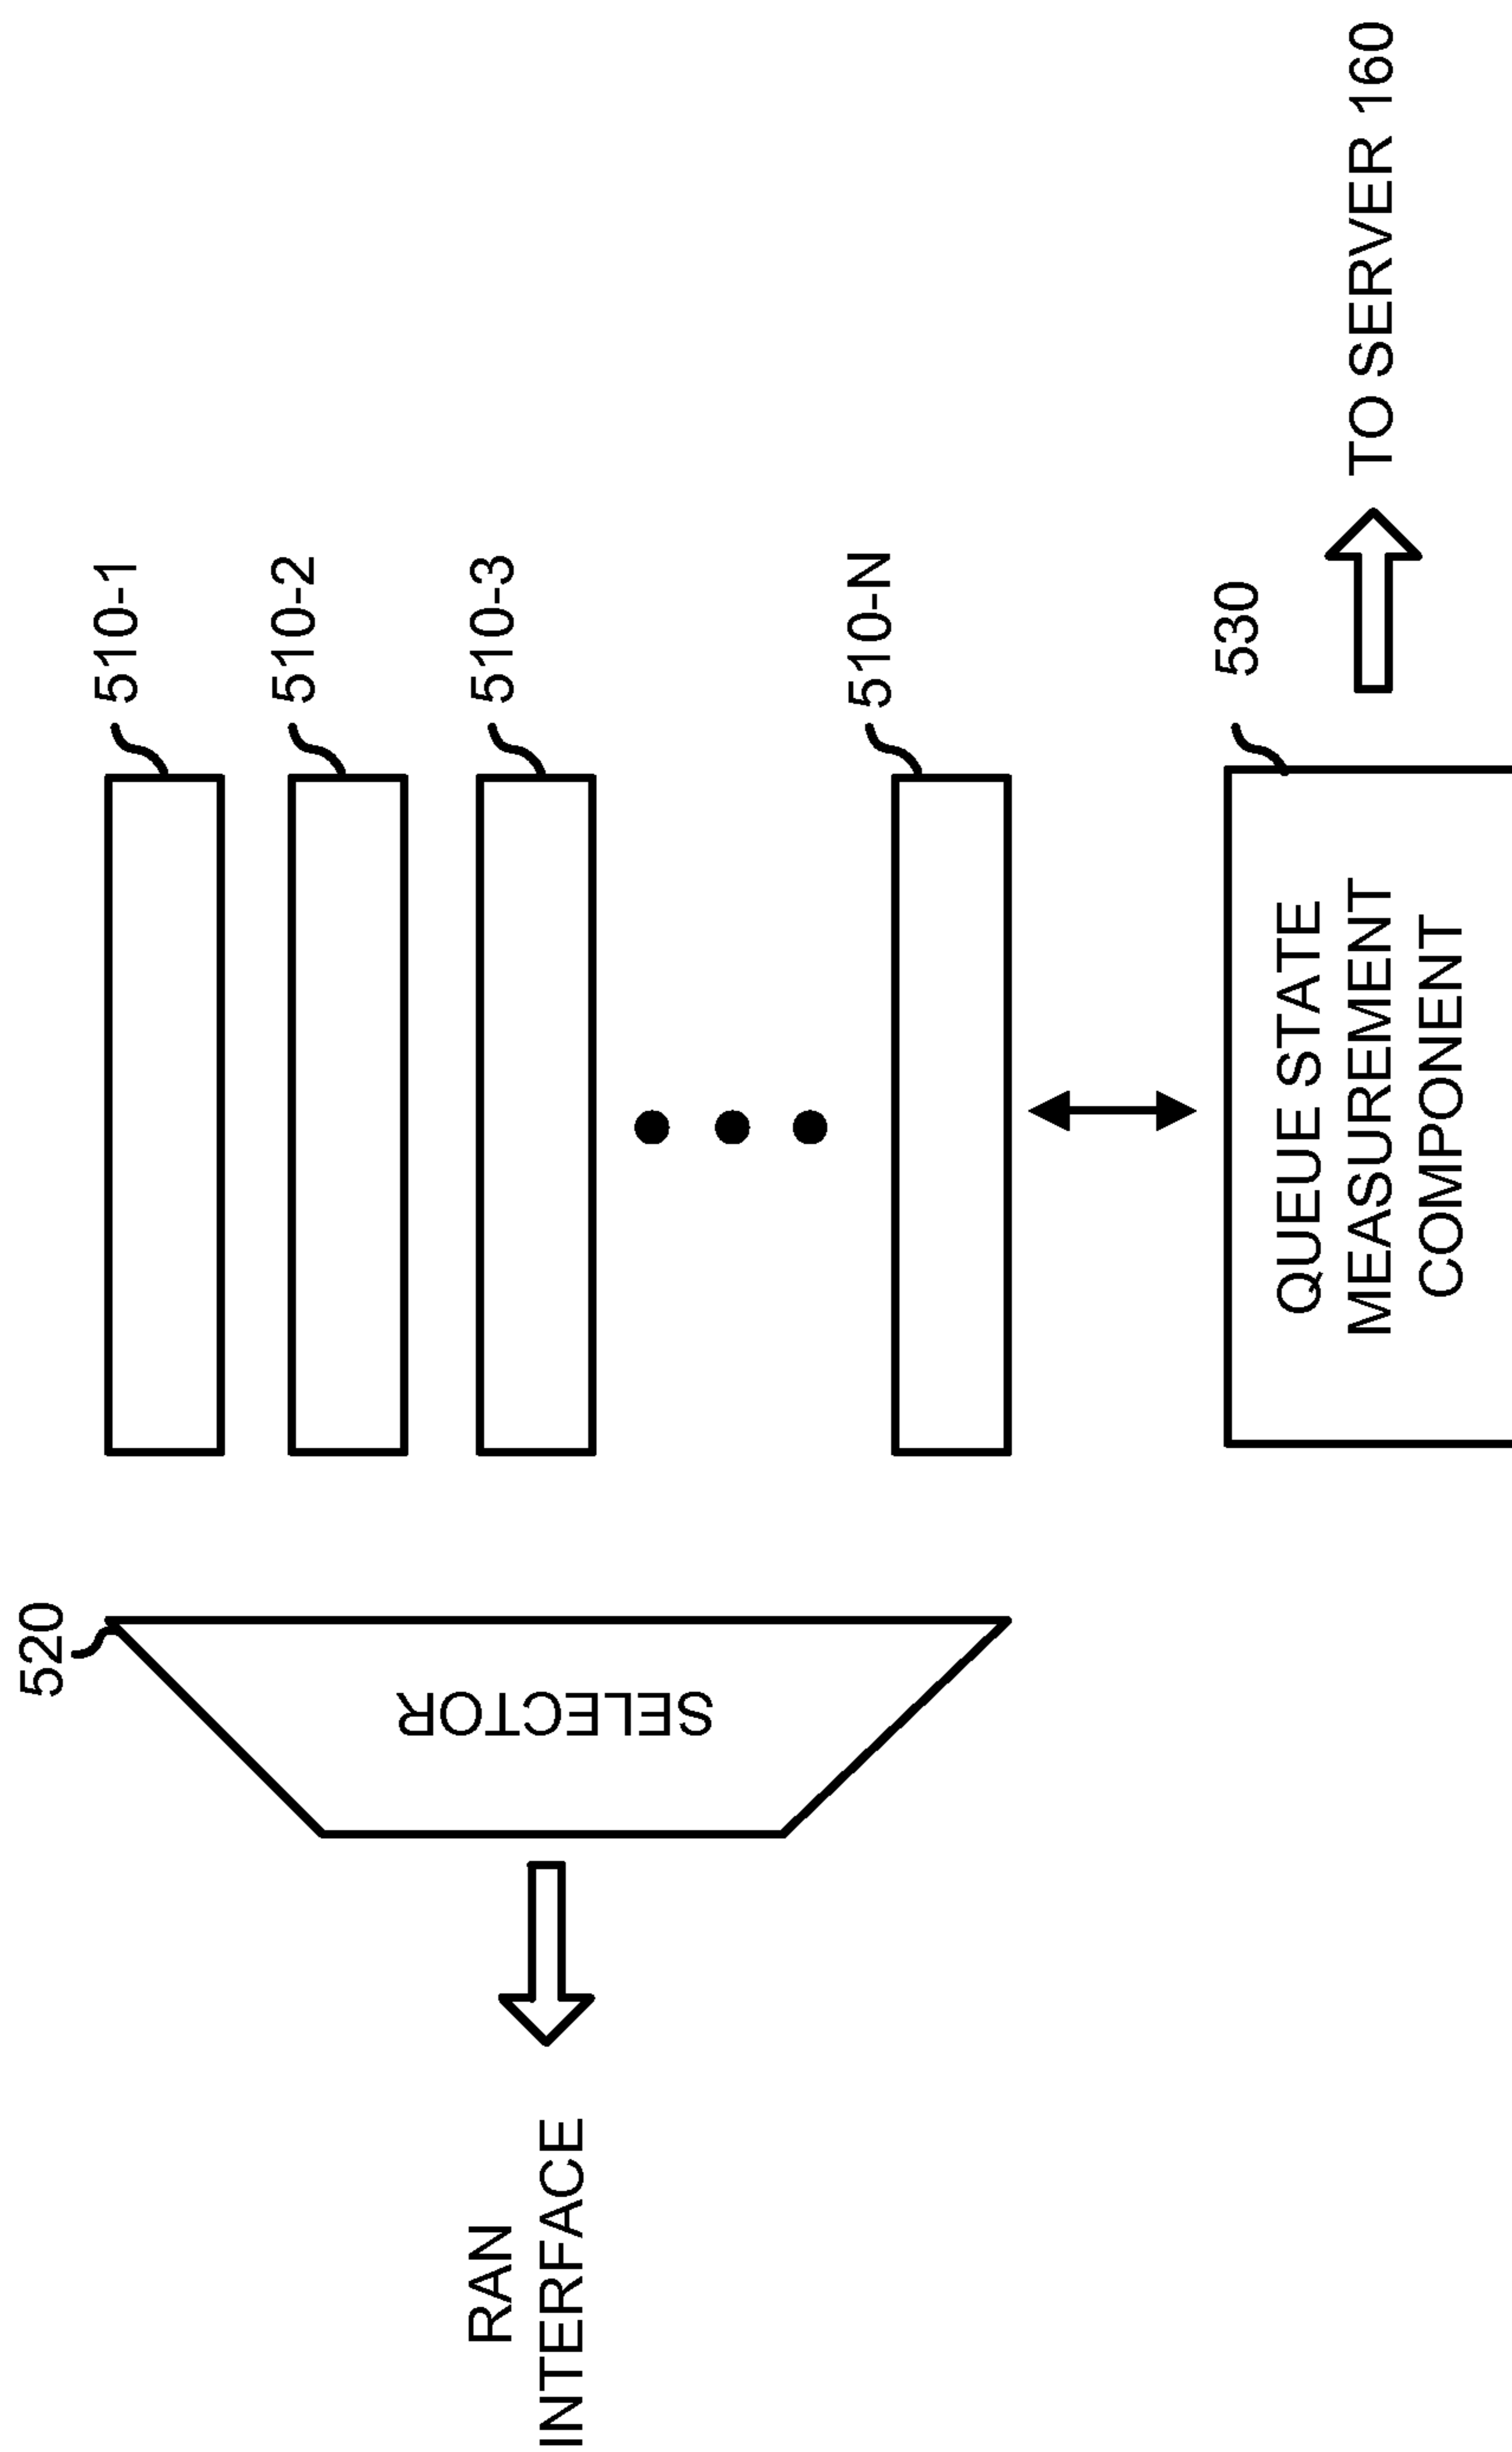 510-1
510-2
510-3
510-N
520
SELECTOR
RAN
INTERFACE
530
QUEUE STATE
MEASUREMENT
COMPONENT
TO SERVER 160